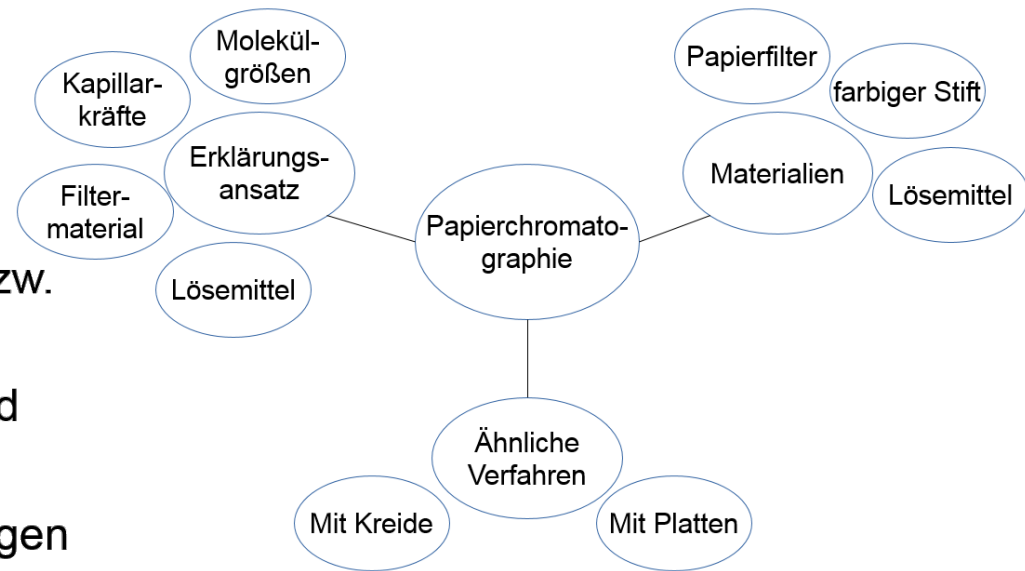 Molekül-
größen
Kapillar-
kräfte
Erklärungs-
ansatz
Filter-
material
Lösemittel
Papierchromato-
graphie
Papierfilter
farbiger Stift
Materialien
Lösemittel
Ähnliche
Verfahren
Mit Kreide
Mit Platten
zw.
d
gen